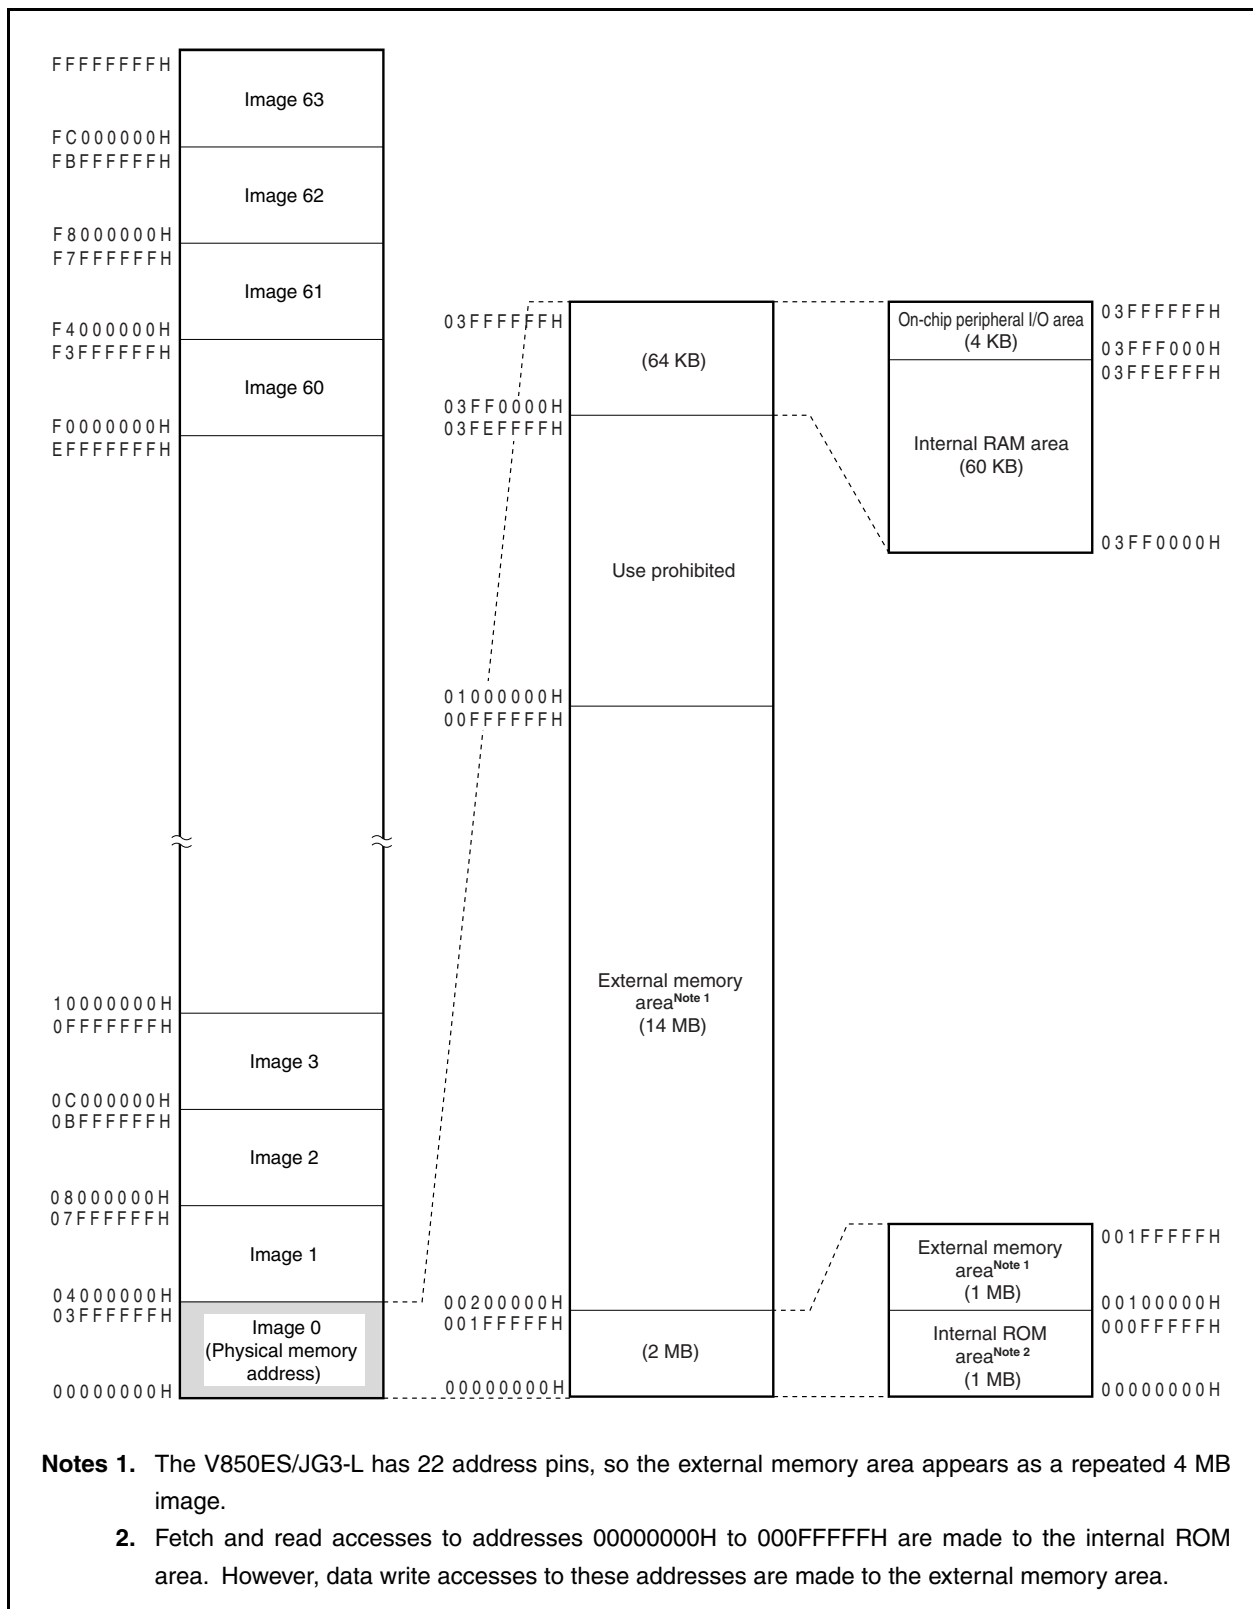 FFFFFFFFH
Image 63
FC000000H
FBFFFFFFH
Image 62
F8000000H
F7FFFFFFH
Image 61
F4000000H
F3FFFFFFH
Image 60
F0000000H
EFFFFFFFH
10000000H
0FFFFFFFH
Image 3
0C000000H
0BFFFFFFH
Image 2
08000000H
07FFFFFFH
Image 1
04000000H
03FFFFFFH
Image 0
(Physical memory
address)
00000000H
03FFFFFFH
(64 KB)
03FF0000H
03FEFFFFH
Use prohibited
01000000H
00FFFFFFH
External memory
areaNote 1
(14 MB)
00200000H
001FFFFFH
(2 MB)
00000000H
On-chip peripheral I/O area
(4 KB)
03FFFFFFH
03FFF000H
03FFEFFFH
Internal RAM area
(60 KB)
03FF0000H
External memory
areaNote 1
(1 MB)
001FFFFFH
00100000H
000FFFFFH
Internal ROM
areaNote 2
(1 MB)
00000000H
Notes 1. The V850ES/JG3-L has 22 address pins, so the external memory area appears as a repeated 4 MB
image.
2. Fetch and read accesses to addresses 00000000H to 000FFFFFH are made to the internal ROM
area. However, data write accesses to these addresses are made to the external memory area.